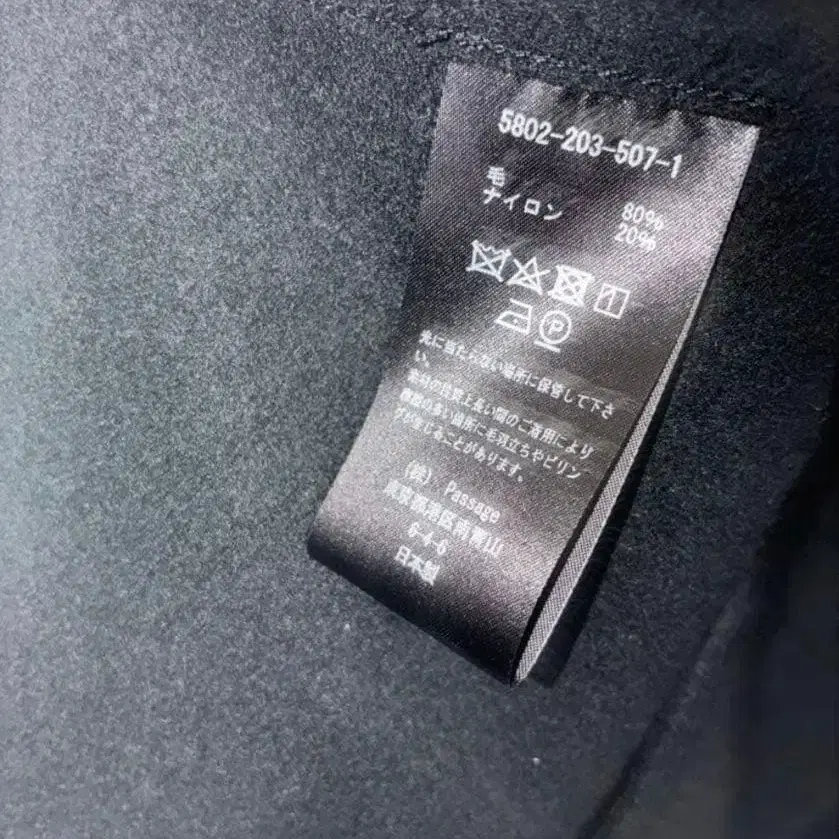 5802-203-507-1
毛 80%
ナイロン 20%
P
光に当たらない場所に保管して下さ
い。
素材の性質上長い間のご着用により
摩擦の多い箇所に毛羽立ちやピリン
グが生じることがあります。
(株) Passage
東京都港区南青山
6-4-6
日本製